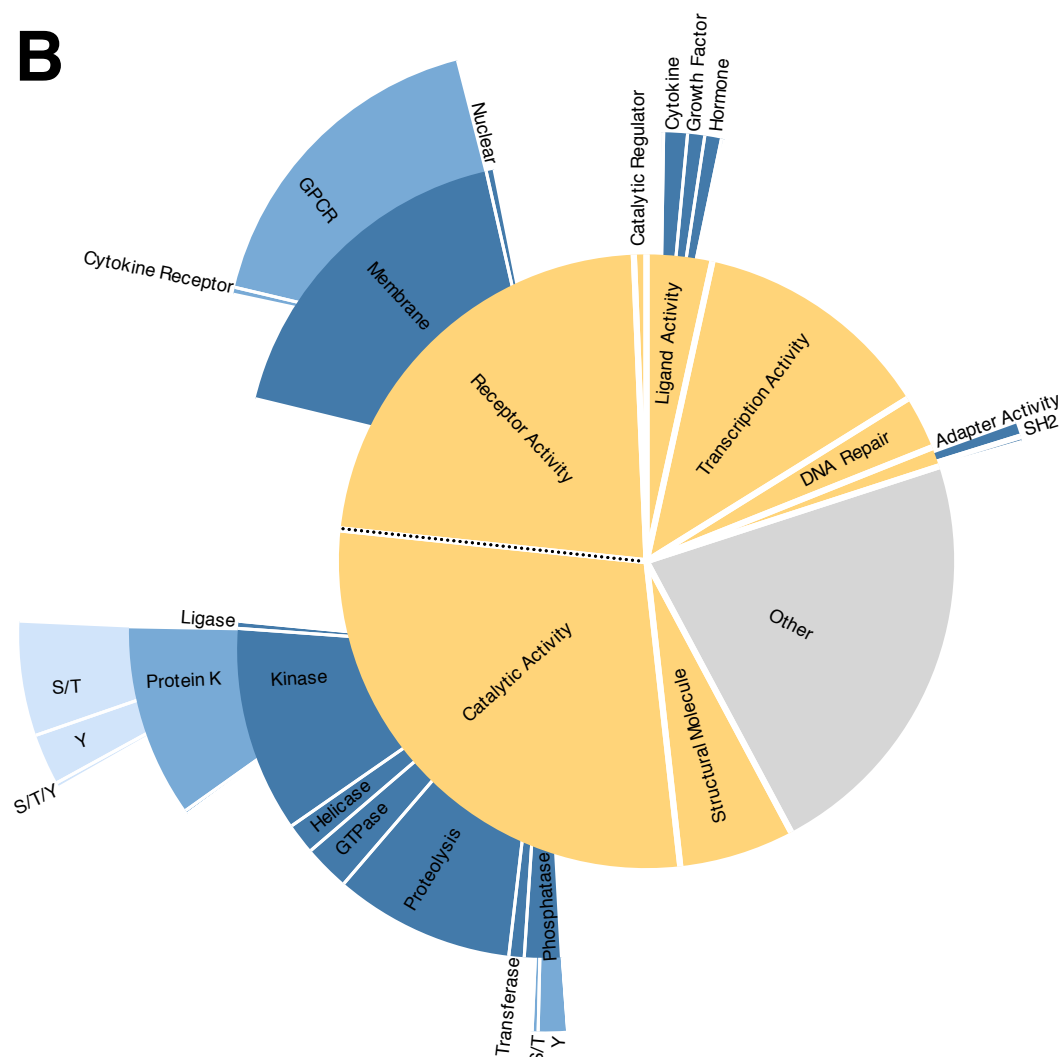 B
Cytokine
Growth Factor
Hormone
Catalytic Regulator
Nuclear
GPCR
Cytokine Receptor
Membrane
Ligand Activity
Transcription Activity
Receptor Activity
Adapter Activity
SH2
DNA Repair
Other
Ligase
Catalytic Activity
Kinase
Protein K
S/T
Y
S/T/Y
Structural Molecule
Helicase
GTPase
Proteolysis
Phosphatase
Transferase
S/T
Y